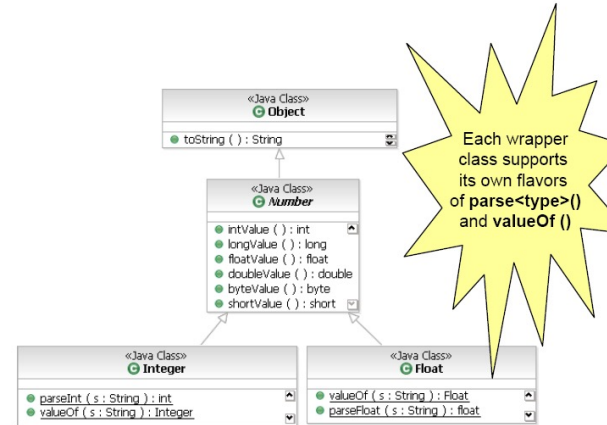 «Java Class»
Object
toString ( ) : String
«Java Class»
Number
intValue ( ) : int
longValue ( ) : long
floatValue ( ) : float
doubleValue ( ) : double
byteValue ( ) : byte
shortValue ( ) : short
«Java Class»
Integer
parseInt ( s : String ) : int
valueOf ( s : String ) : Integer
«Java Class»
Float
valueOf ( s : String ) : Float
parseFloat ( s : String ) : float
Each wrapper
class supports
its own flavors
of parse<type>()
and valueOf ()